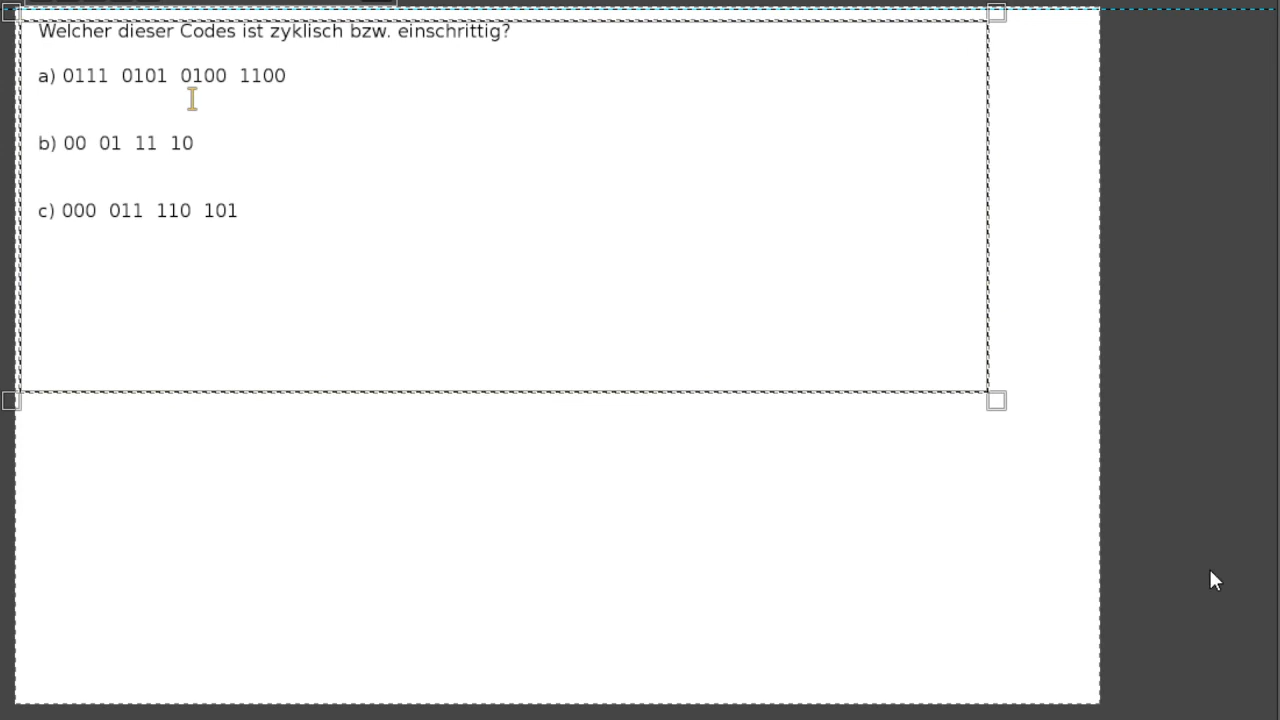 Welcher dieser Codes ist zyklisch bzw. einschrittig?
a) 0111 0101 0100 1100
b) 00 01 11 10
c) 000 011 110 101